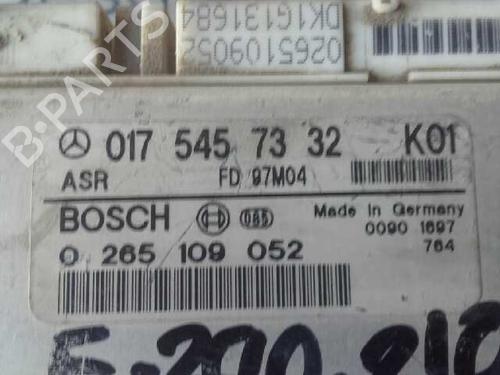 0265109052
DK1G131684
017 545 73 32 K01
ASR FD 97M04
BOSCH Made in Germany
0090 1697
0 265 109 052 764
B-PARTS